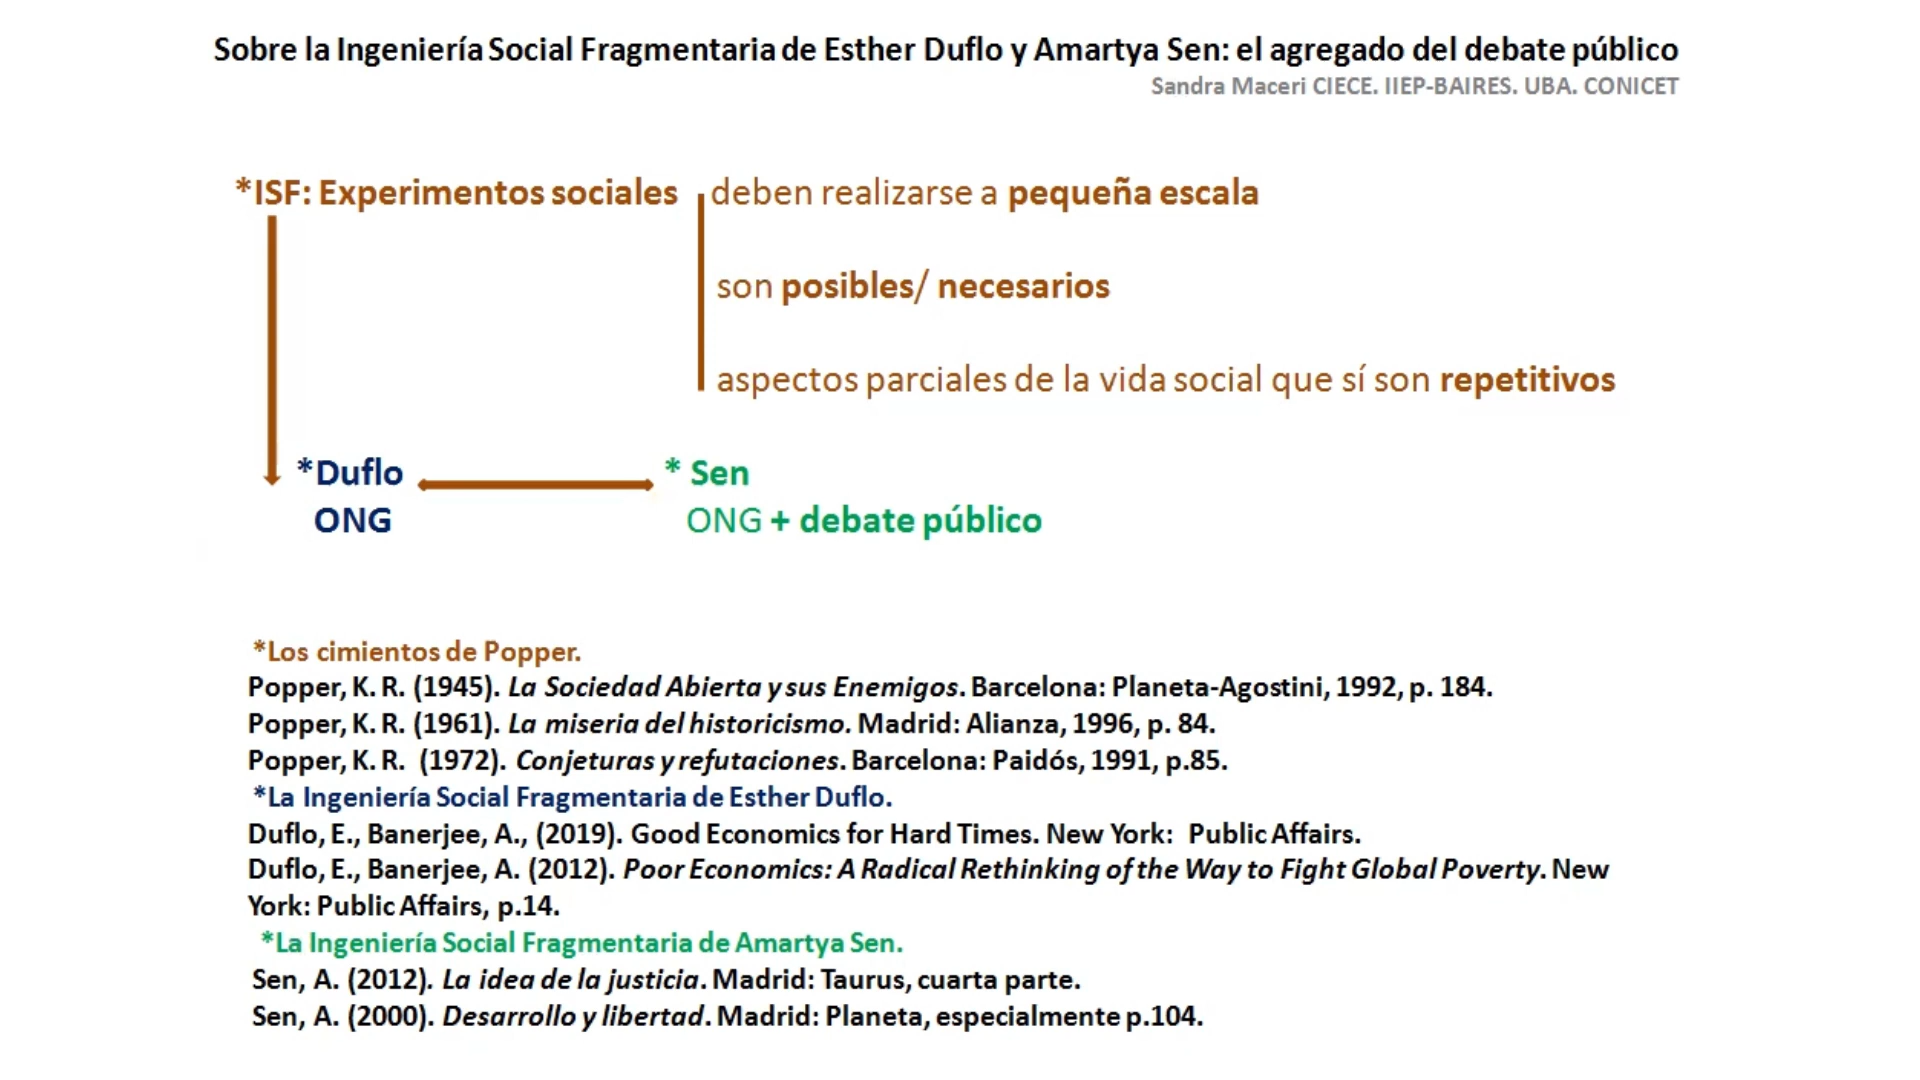 Sobre la Ingeniería Social Fragmentaria de Esther Duflo y Amartya Sen: el agregado del debate público
Sandra Maceri CIECE. IIEP-BAIRES. UBA. CONICET
*ISF: Experimentos sociales deben realizarse a pequeña escala
son posibles/ necesarios
aspectos parciales de la vida social que sí son repetitivos
*Duflo
ONG
* Sen
ONG + debate público
*Los cimientos de Popper.
Popper, K. R. (1945). La Sociedad Abierta y sus Enemigos. Barcelona: Planeta-Agostini, 1992, p. 184.
Popper, K. R. (1961). La miseria del historicismo. Madrid: Alianza, 1996, p. 84.
Popper, K. R. (1972). Conjeturas y refutaciones. Barcelona: Paidós, 1991, p.85.
*La Ingeniería Social Fragmentaria de Esther Duflo.
Duflo, E., Banerjee, A., (2019). Good Economics for Hard Times. New York: Public Affairs.
Duflo, E., Banerjee, A. (2012). Poor Economics: A Radical Rethinking of the Way to Fight Global Poverty. New
York: Public Affairs, p.14.
*La Ingeniería Social Fragmentaria de Amartya Sen.
Sen, A. (2012). La idea de la justicia. Madrid: Taurus, cuarta parte.
Sen, A. (2000). Desarrollo y libertad. Madrid: Planeta, especialmente p.104.